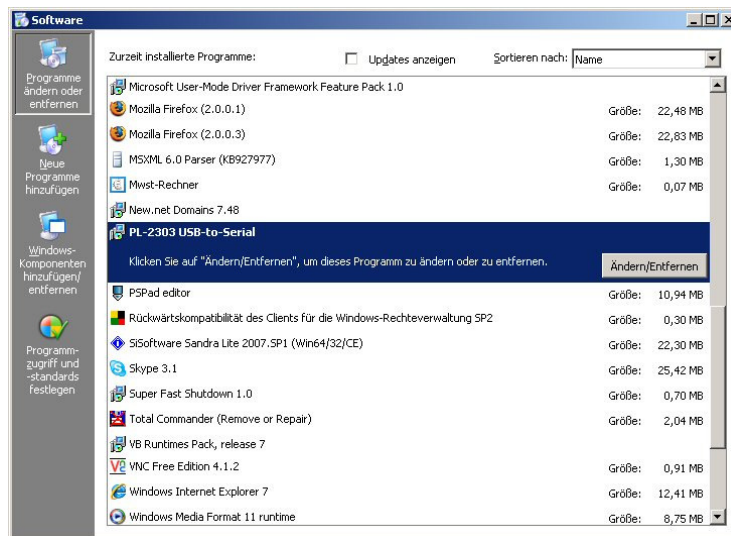 Software
Programme
ändern oder
entfernen
Neue
Programme
hinzufügen
Windows-
Komponenten
hinzufügen/
entfernen
Programm-
zugriff und
-standards
festlegen
Zurzeit installierte Programme: Updates anzeigen Sortieren nach: Name
Microsoft User-Mode Driver Framework Feature Pack 1.0
Mozilla Firefox (2.0.0.1) Größe: 22,48 MB
Mozilla Firefox (2.0.0.3) Größe: 22,83 MB
MSXML 6.0 Parser (KB927977) Größe: 1,30 MB
Mwst-Rechner Größe: 0,07 MB
New.net Domains 7.48
PL-2303 USB-to-Serial
Klicken Sie auf "Ändern/Entfernen", um dieses Programm zu ändern oder zu entfernen. Ändern/Entfernen
PSPad editor Größe: 10,94 MB
Rückwärtskompatibilität des Clients für die Windows-Rechteverwaltung SP2 Größe: 0,30 MB
SiSoftware Sandra Lite 2007.SP1 (Win64/32/CE) Größe: 22,30 MB
Skype 3.1 Größe: 25,42 MB
Super Fast Shutdown 1.0 Größe: 0,70 MB
Total Commander (Remove or Repair) Größe: 2,04 MB
VB Runtimes Pack, release 7
VNC Free Edition 4.1.2 Größe: 0,91 MB
Windows Internet Explorer 7 Größe: 12,41 MB
Windows Media Format 11 runtime Größe: 8,75 MB